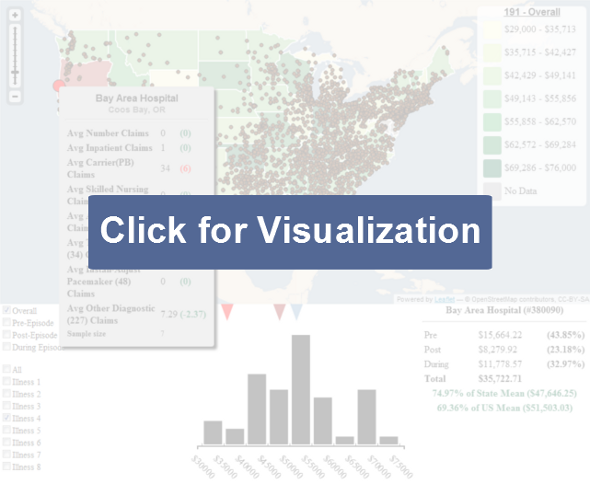 191 - Overall
$29,000 - $35,713
$35,715 - $42,427
$42,429 - $49,141
$49,143 - $55,856
$55,858 - $62,570
$62,572 - $69,284
$69,286 - $76,000
No Data
Bay Area Hospital
Coos Bay, OR
Avg Number Claims 0 (0)
Avg Inpatient Claims 1 (0)
Avg Carrier(PB) 34 (6)
Claims
Avg Skilled Nursing
Click for Visualization
(34)
Pacemaker (48) 0 (0)
Claims
Avg Other Diagnostic 7.29 (-2.37)
(227) Claims
Sample size 7
Powered by Leaflet — © OpenStreetMap contributors, CC-BY-SA
Overall
Pre-Episode
Post-Episode
During Episode
All
Illness 1
Illness 2
Illness 3
Illness 4
Illness 5
Illness 6
Illness 7
Illness 8
$30000
$35000
$40000
$45000
$50000
$55000
$60000
$65000
$70000
$75000
Bay Area Hospital (#380090)
Pre $15,664.22 (43.85%)
Post $8,279.92 (23.18%)
During $11,778.57 (32.97%)
Total $35,722.71
74.97% of State Mean ($47,646.25)
69.36% of US Mean ($51,503.03)